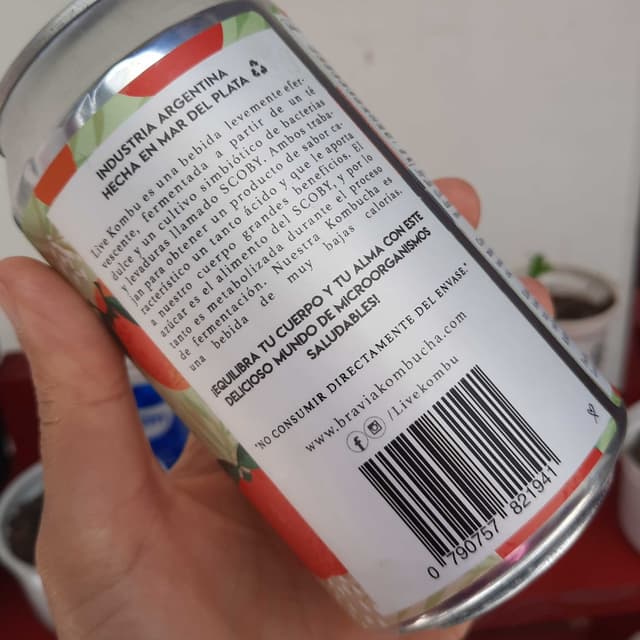 INDUSTRIA ARGENTINA
HECHA EN MAR DEL PLATA
Live Kombu es una bebida levemente efer-
vescente, fermentada a partir de un té
dulce y un cultivo simbiótico de bacterias
y levaduras llamado SCOBY. Ambos traba-
jan para obtener un producto de sabor ca-
racterístico un tanto ácido y que le aporta
a nuestro cuerpo grandes beneficios. El
azúcar es el alimento del SCOBY, y por lo
tanto es metabolizada durante el proceso
de fermentación. Nuestra Kombucha es
una bebida de muy bajas calorías.
¡EQUILIBRA TU CUERPO Y TU ALMA CON ESTE
DELICIOSO MUNDO DE MICROORGANISMOS
SALUDABLES!
*NO CONSUMIR DIRECTAMENTE DEL ENVASE.*
www.braviakombucha.com
/LiveKombu
0 790757 821941